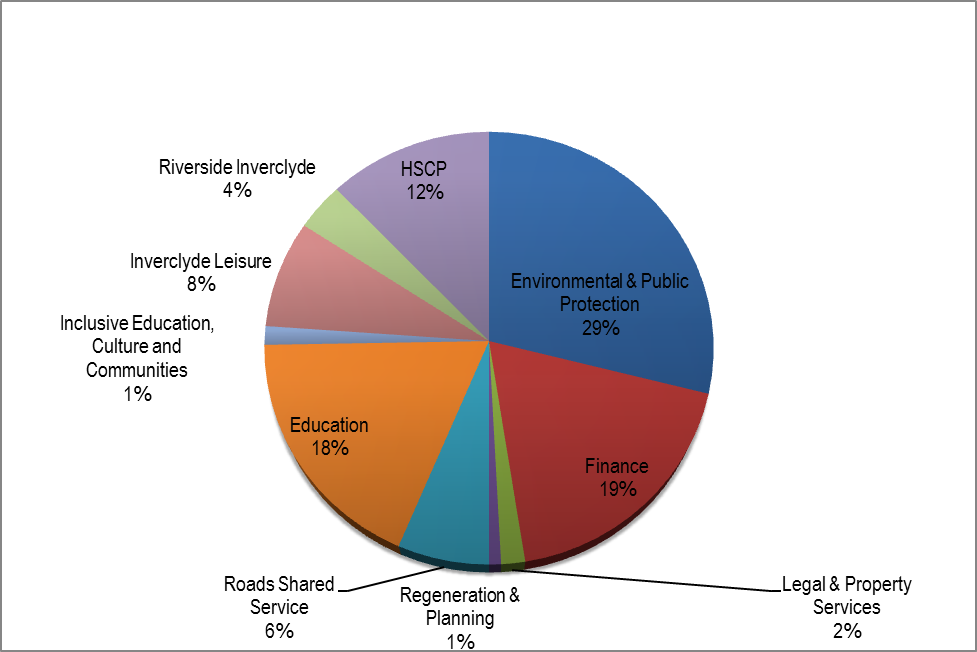 HSCP
12%
Riverside Inverclyde
4%
Inverclyde Leisure
8%
Environmental & Public
Protection
29%
Inclusive Education,
Culture and
Communities
1%
Education
18%
Finance
19%
Roads Shared
Service
6%
Regeneration &
Planning
1%
Legal & Property
Services
2%